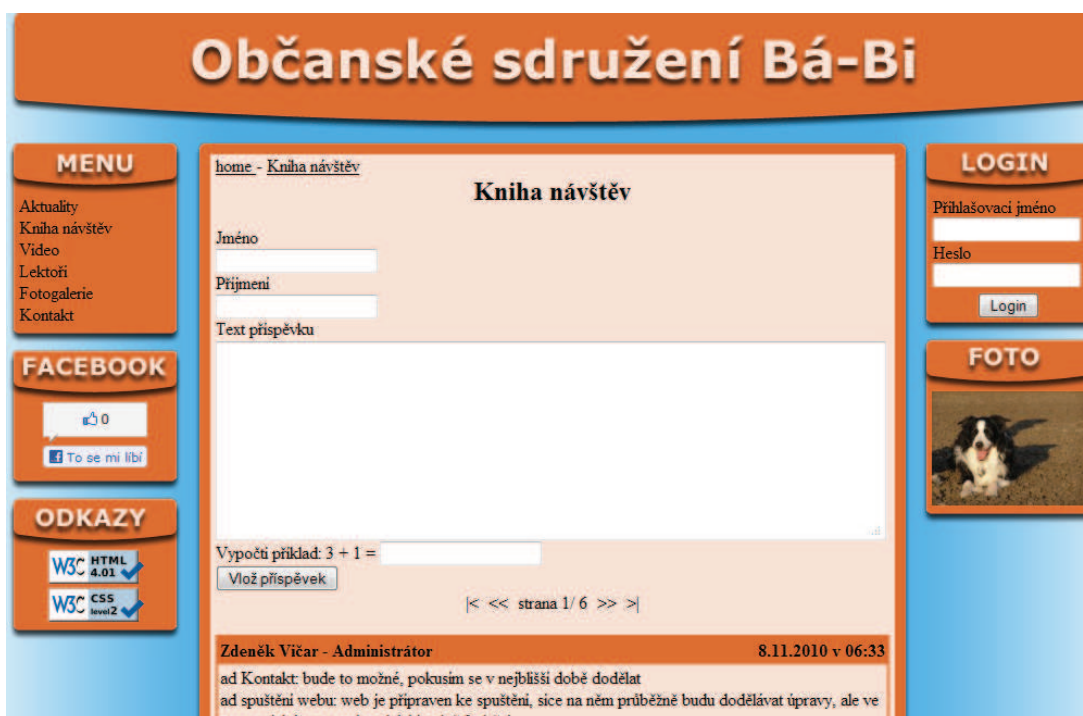 Občanské sdružení Bá-Bi
MENU
Aktuality
Kniha návštěv
Video
Lektoři
Fotogalerie
Kontakt
FACEBOOK
0
To se mi líbí
ODKAZY
W3C HTML 4.01
W3C CSS level 2
home - Kniha návštěv
Kniha návštěv
Jméno
Příjmení
Text příspěvku
Vypočti příklad: 3 + 1 =
Vlož příspěvek
|< << strana 1/ 6 >> >|
Zdeněk Vičar - Administrátor 8.11.2010 v 06:33
ad Kontakt: bude to možné, pokusím se v nejbližší době dodělat
ad spuštění webu: web je připraven ke spuštění, sice na něm průběžně budu dodělávat úpravy, ale ve
LOGIN
Přihlašovací jméno
Heslo
Login
FOTO